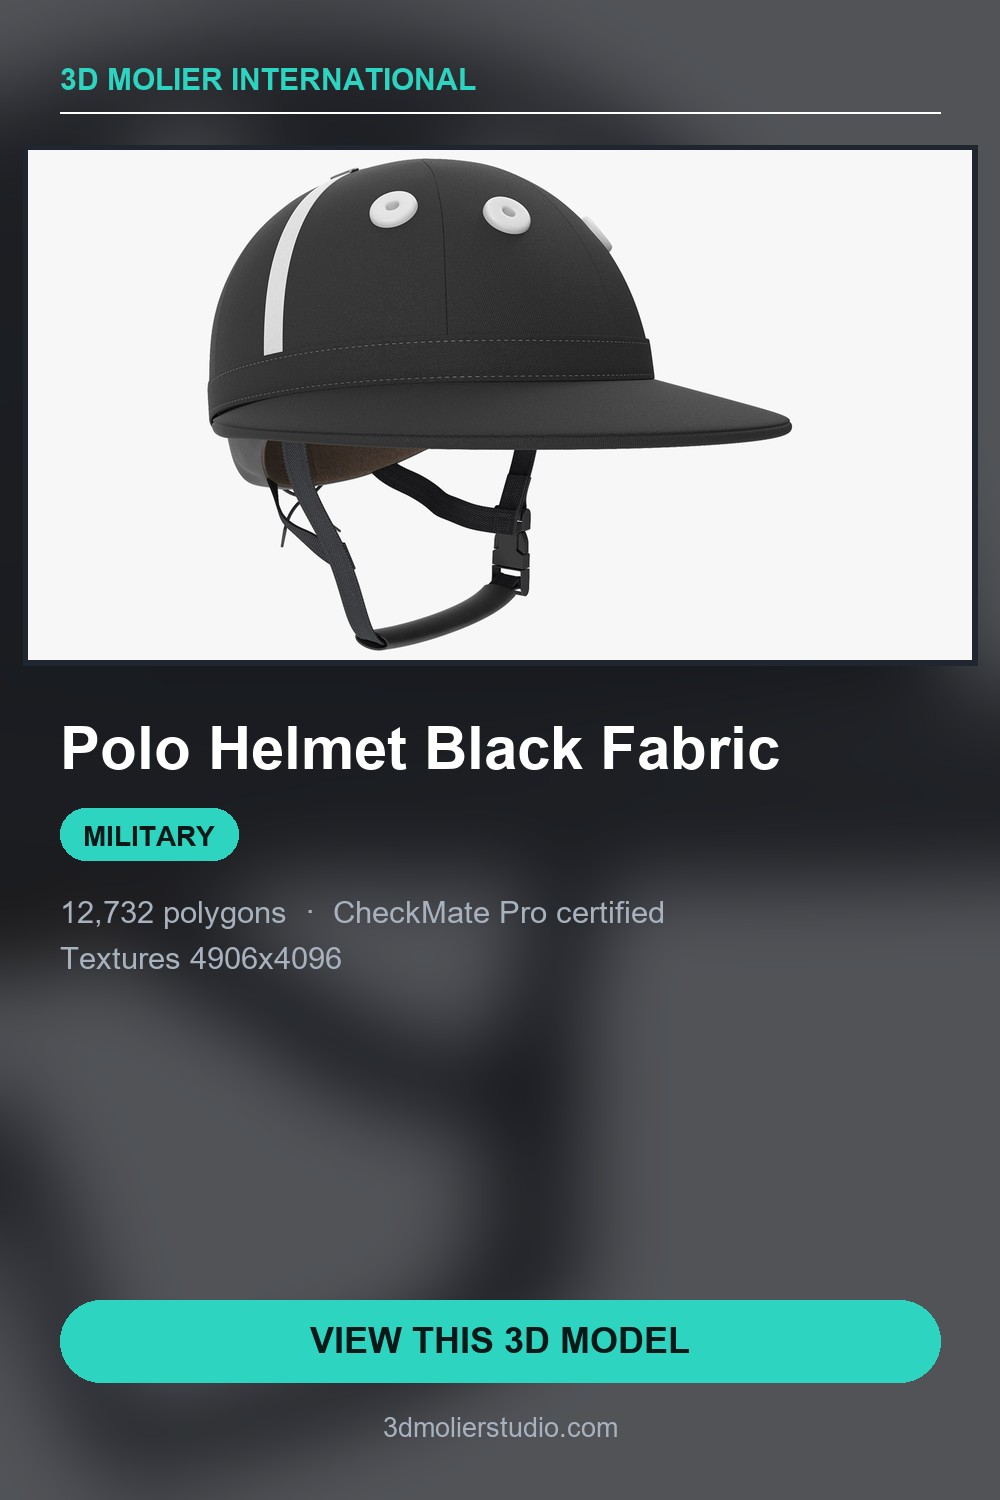 3D MOLIER INTERNATIONAL
Polo Helmet Black Fabric
MILITARY
12,732 polygons · CheckMate Pro certified
Textures 4906x4096
VIEW THIS 3D MODEL
3dmolierstudio.com